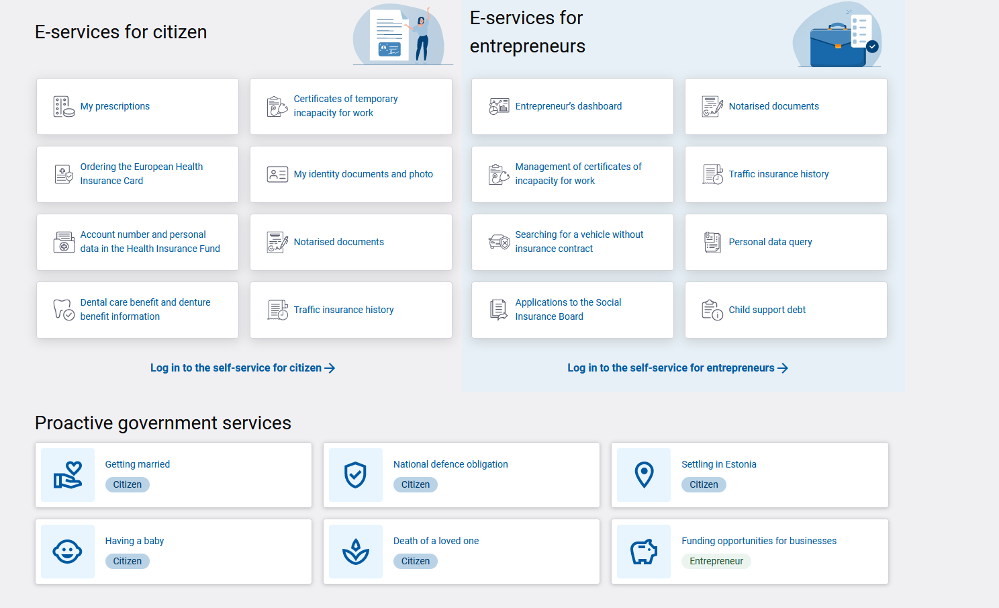 E-services for citizen
My prescriptions
Certificates of temporary
incapacity for work
Ordering the European Health
Insurance Card
My identity documents and photo
Account number and personal
data in the Health Insurance Fund
Notarised documents
Dental care benefit and denture
benefit information
Traffic insurance history
Log in to the self-service for citizen
E-services for
entrepreneurs
Entrepreneur’s dashboard
Notarised documents
Management of certificates of
incapacity for work
Traffic insurance history
Searching for a vehicle without
insurance contract
Personal data query
Applications to the Social
Insurance Board
Child support debt
Log in to the self-service for entrepreneurs
Proactive government services
Getting married
Citizen
National defence obligation
Citizen
Settling in Estonia
Citizen
Having a baby
Citizen
Death of a loved one
Citizen
Funding opportunities for businesses
Entrepreneur